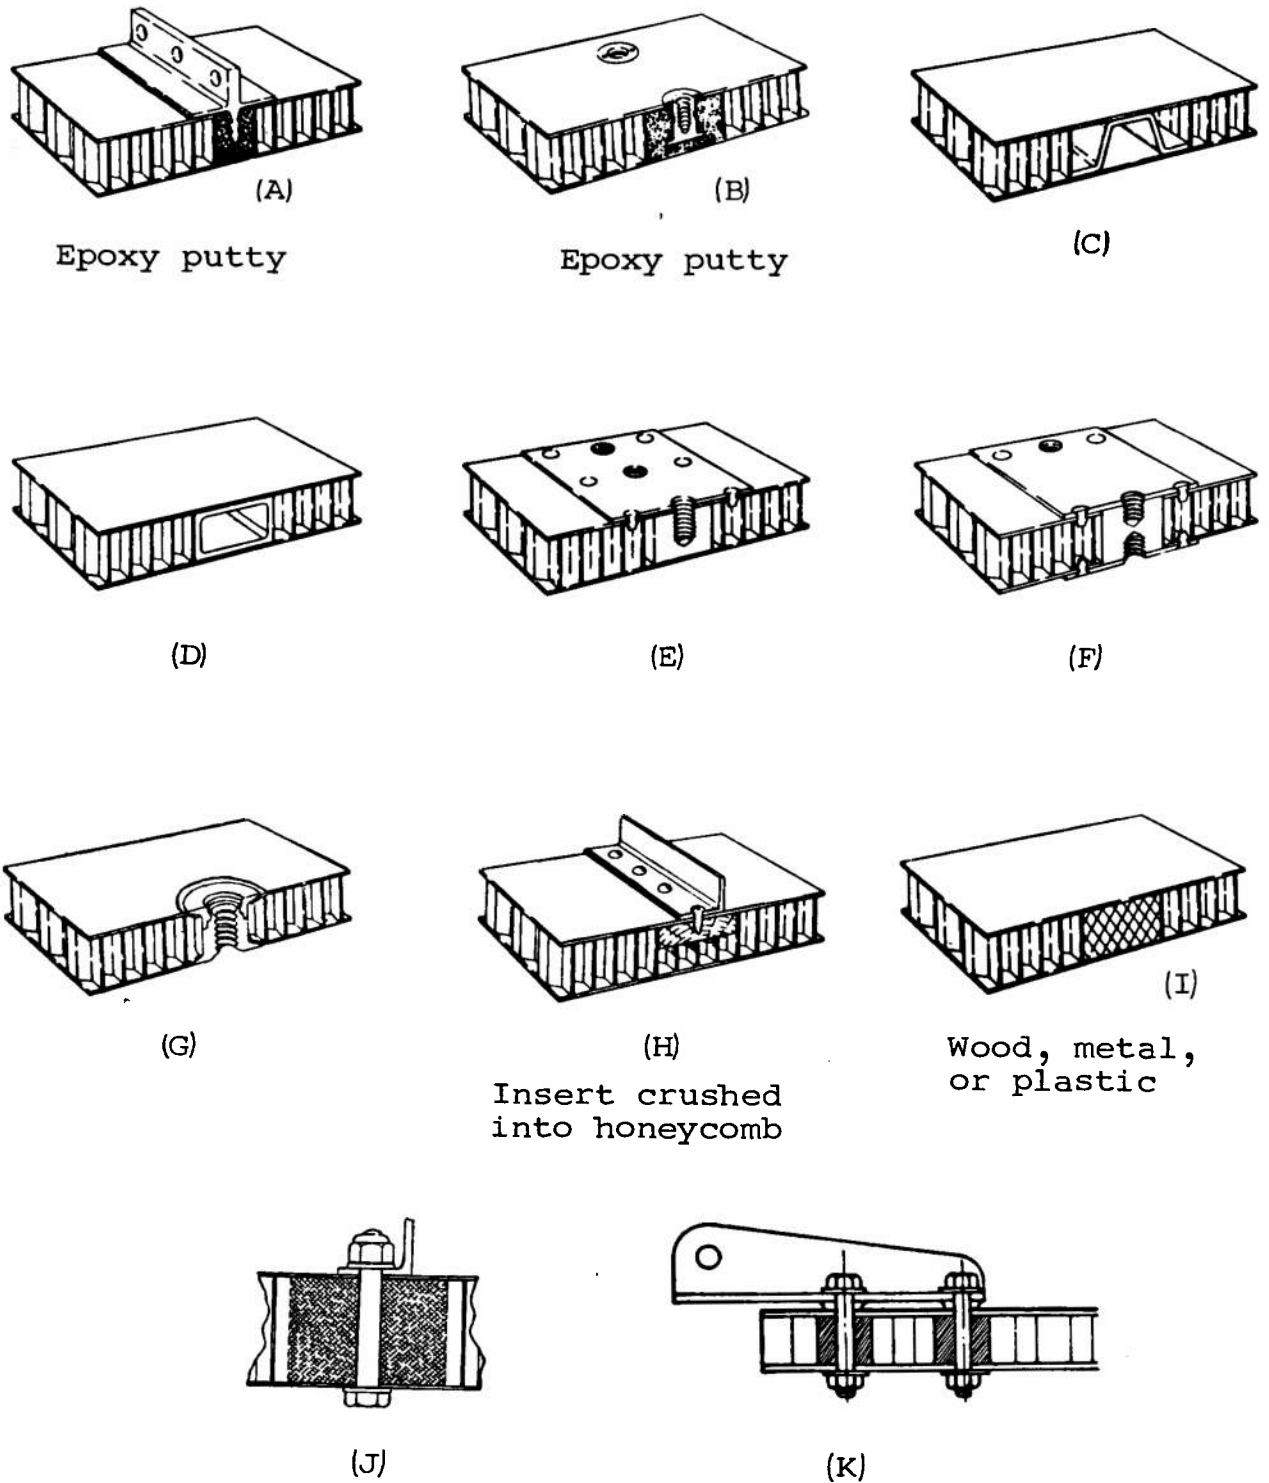 (A)
Epoxy putty
(B)
Epoxy putty
(C)
(D)
(E)
(F)
(G)
(H)
Insert crushed
into honeycomb
(I)
Wood, metal,
or plastic
(J)
(K)